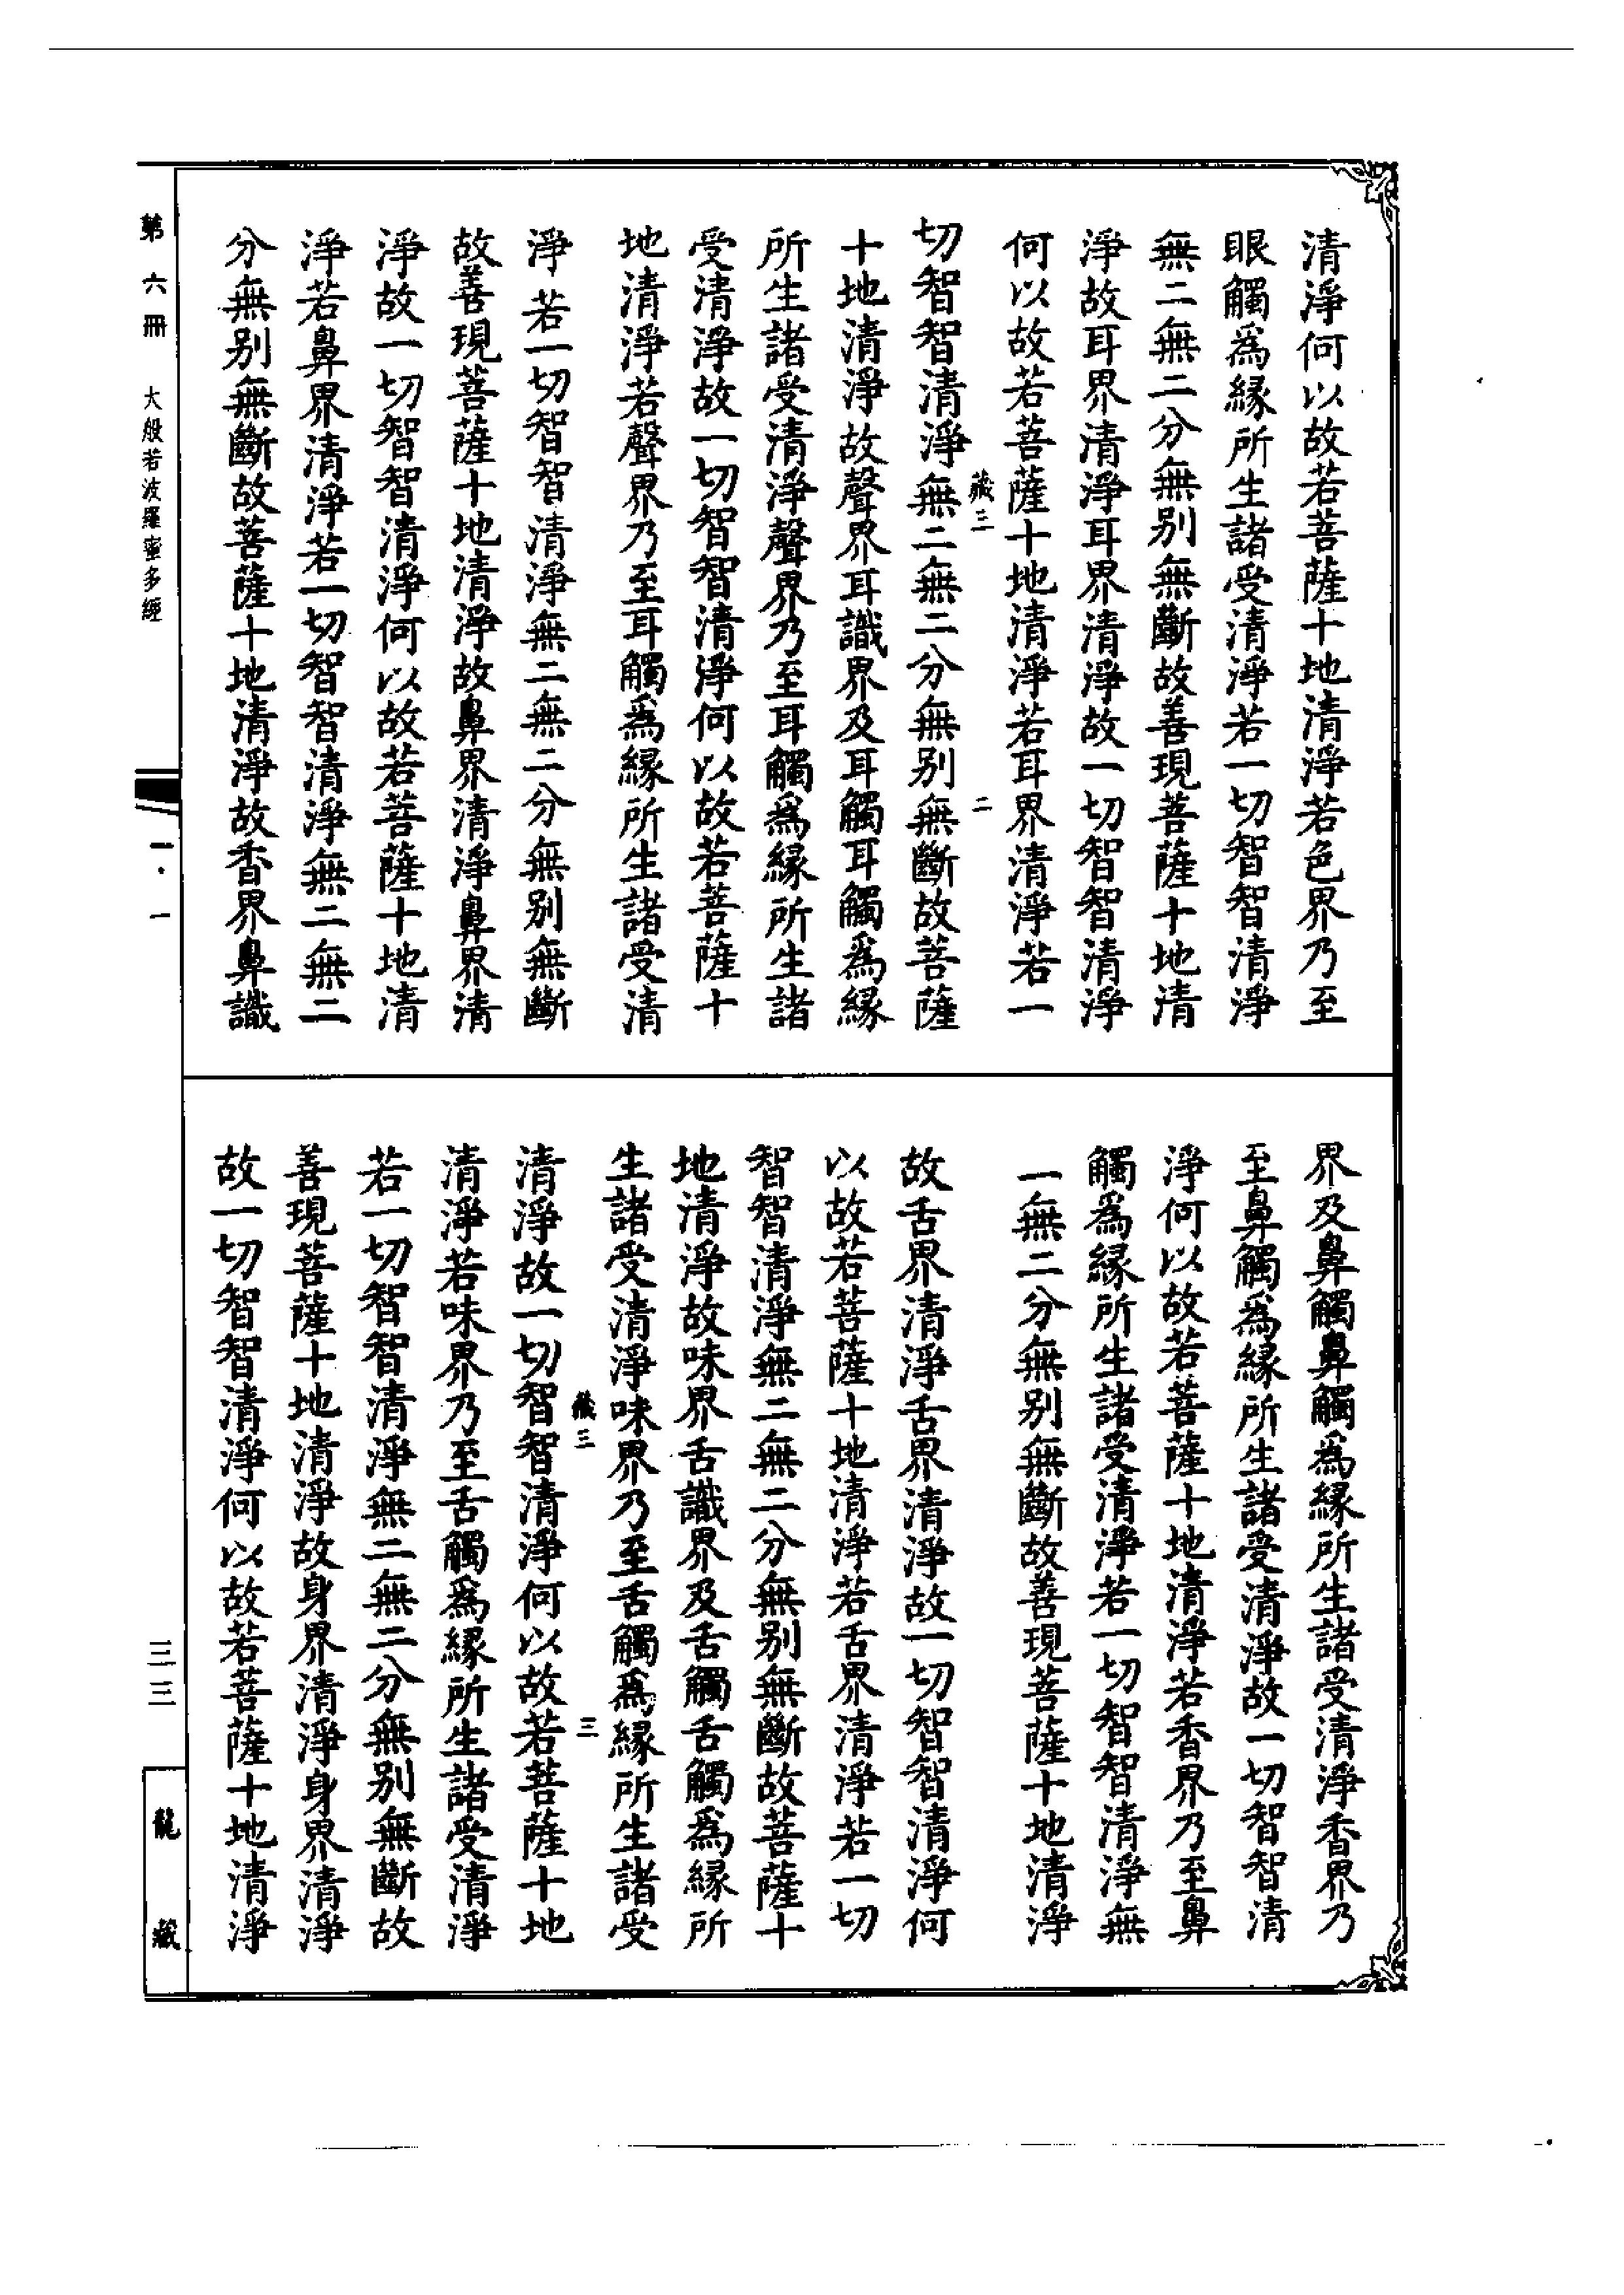 清淨何以故若菩薩十地清淨若色界乃至
眼觸爲緣所生諸受清淨若一切智智清淨
無二無二分無別無斷故善現菩薩十地清
淨故耳界清淨耳界清淨故一切智智清淨
何以故若菩薩十地清淨若耳界清淨若一
藏三 二
切智智清淨無二無二分無別無斷故菩薩
十地清淨故聲界耳識界及耳觸耳觸爲緣
所生諸受清淨聲界乃至耳觸爲緣所生諸
受清淨故一切智智清淨何以故若菩薩十
地清淨若聲界乃至耳觸爲緣所生諸受清
淨若一切智智清淨無二無二分無別無斷
故善現菩薩十地清淨故鼻界清淨鼻界清
淨故一切智智清淨何以故若菩薩十地清
淨若鼻界清淨若一切智智清淨無二無二
分無別無斷故菩薩十地清淨故香界鼻識
界及鼻觸鼻觸爲緣所生諸受清淨香界乃
至鼻觸爲緣所生諸受清淨故一切智智清
淨何以故若菩薩十地清淨若香界乃至鼻
觸爲緣所生諸受清淨若一切智智清淨無
二無二分無別無斷故善現菩薩十地清淨
故舌界清淨舌界清淨故一切智智清淨何
以故若菩薩十地清淨若舌界清淨若一切
智智清淨無二無二分無別無斷故菩薩十
地清淨故味界舌識界及舌觸舌觸爲緣所
生諸受清淨味界乃至舌觸爲緣所生諸受
藏三 三
清淨故一切智智清淨何以故若菩薩十地
清淨若味界乃至舌觸爲緣所生諸受清淨
若一切智智清淨無二無二分無別無斷故
善現菩薩十地清淨故身界清淨身界清淨
故一切智智清淨何以故若菩薩十地清淨
第六冊 大般若波羅蜜多經 一·一 三三 龍藏